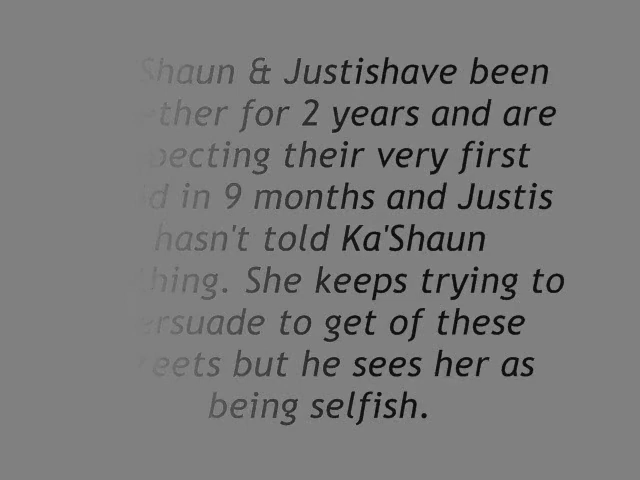 Shaun & Justishave been
for 2 years and are
their very first
in 9 months and Justis
hasn't told Ka'Shaun
She keeps trying to
to get of these
but he sees her as
being selfish.